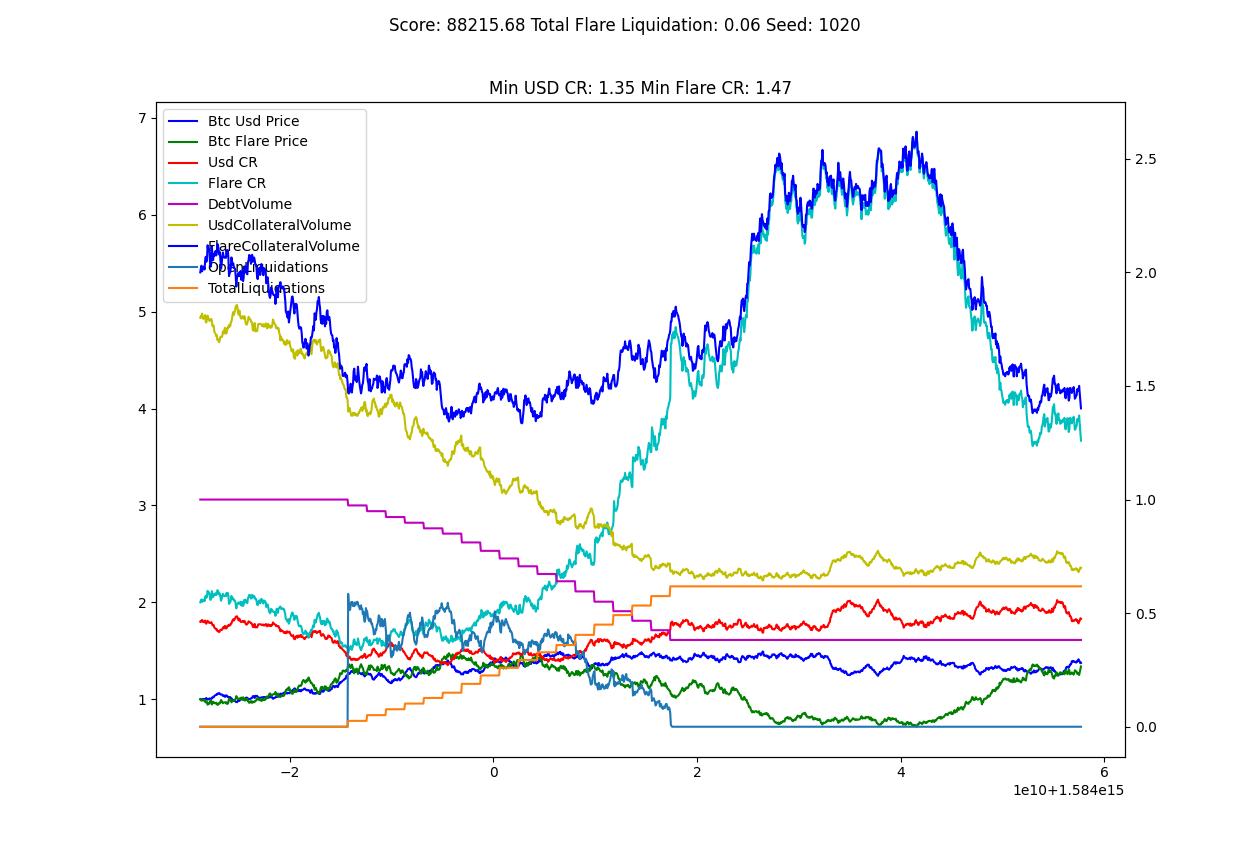 Score: 88215.68 Total Flare Liquidation: 0.06 Seed: 1020
Min USD CR: 1.35 Min Flare CR: 1.47
Btc Usd Price
Btc Flare Price
Usd CR
Flare CR
DebtVolume
UsdCollateralVolume
FlareCollateralVolume
OpenLiquidations
TotalLiquidations
7
6
5
4
3
2
1
2.5
2.0
1.5
1.0
0.5
0.0
−2
0
2
4
6
1e10+1.584e15